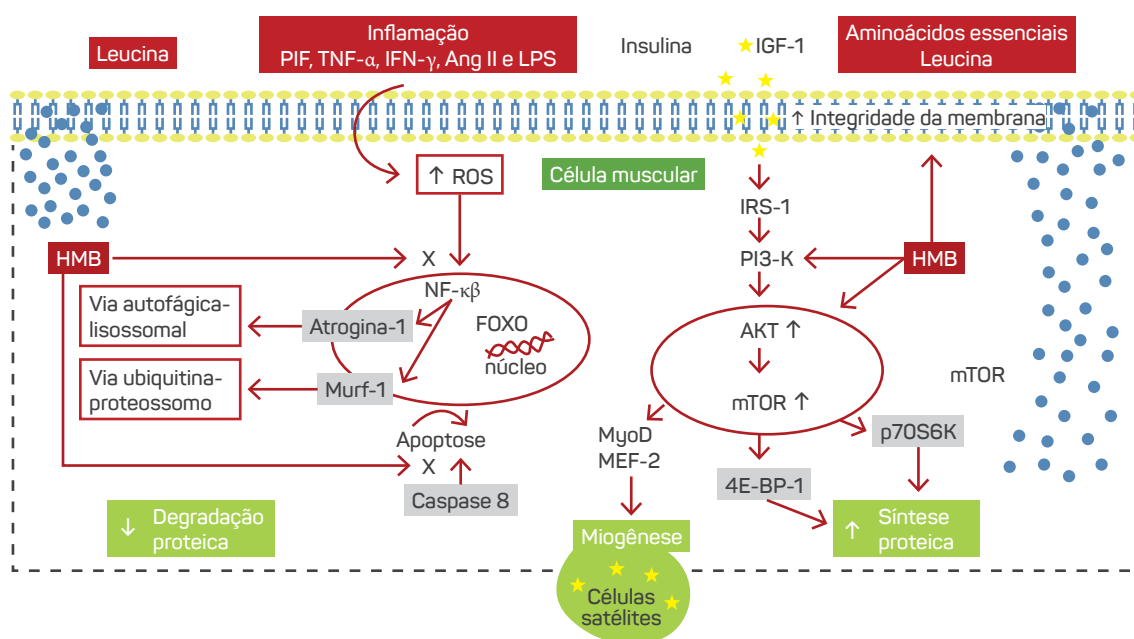 Leucina
Inflamação
PIF, TNF-α, IFN-γ, Ang II e LPS
Insulina
IGF-1
Aminoácidos essenciais
Leucina
↑ Integridade da membrana
↑ ROS
Célula muscular
IRS-1
HMB
X
PI3-K
HMB
NF-κβ
Via autofágica-
lisossomal
Atrogina-1
FOXO
núcleo
AKT ↑
Via ubiquitina-
proteossomo
Murf-1
mTOR
mTOR ↑
Apoptose
X
MyoD
MEF-2
p70S6K
Caspase 8
4E-BP-1
↓ Degradação
proteica
Miogênese
↑ Síntese
proteica
Células
satélites